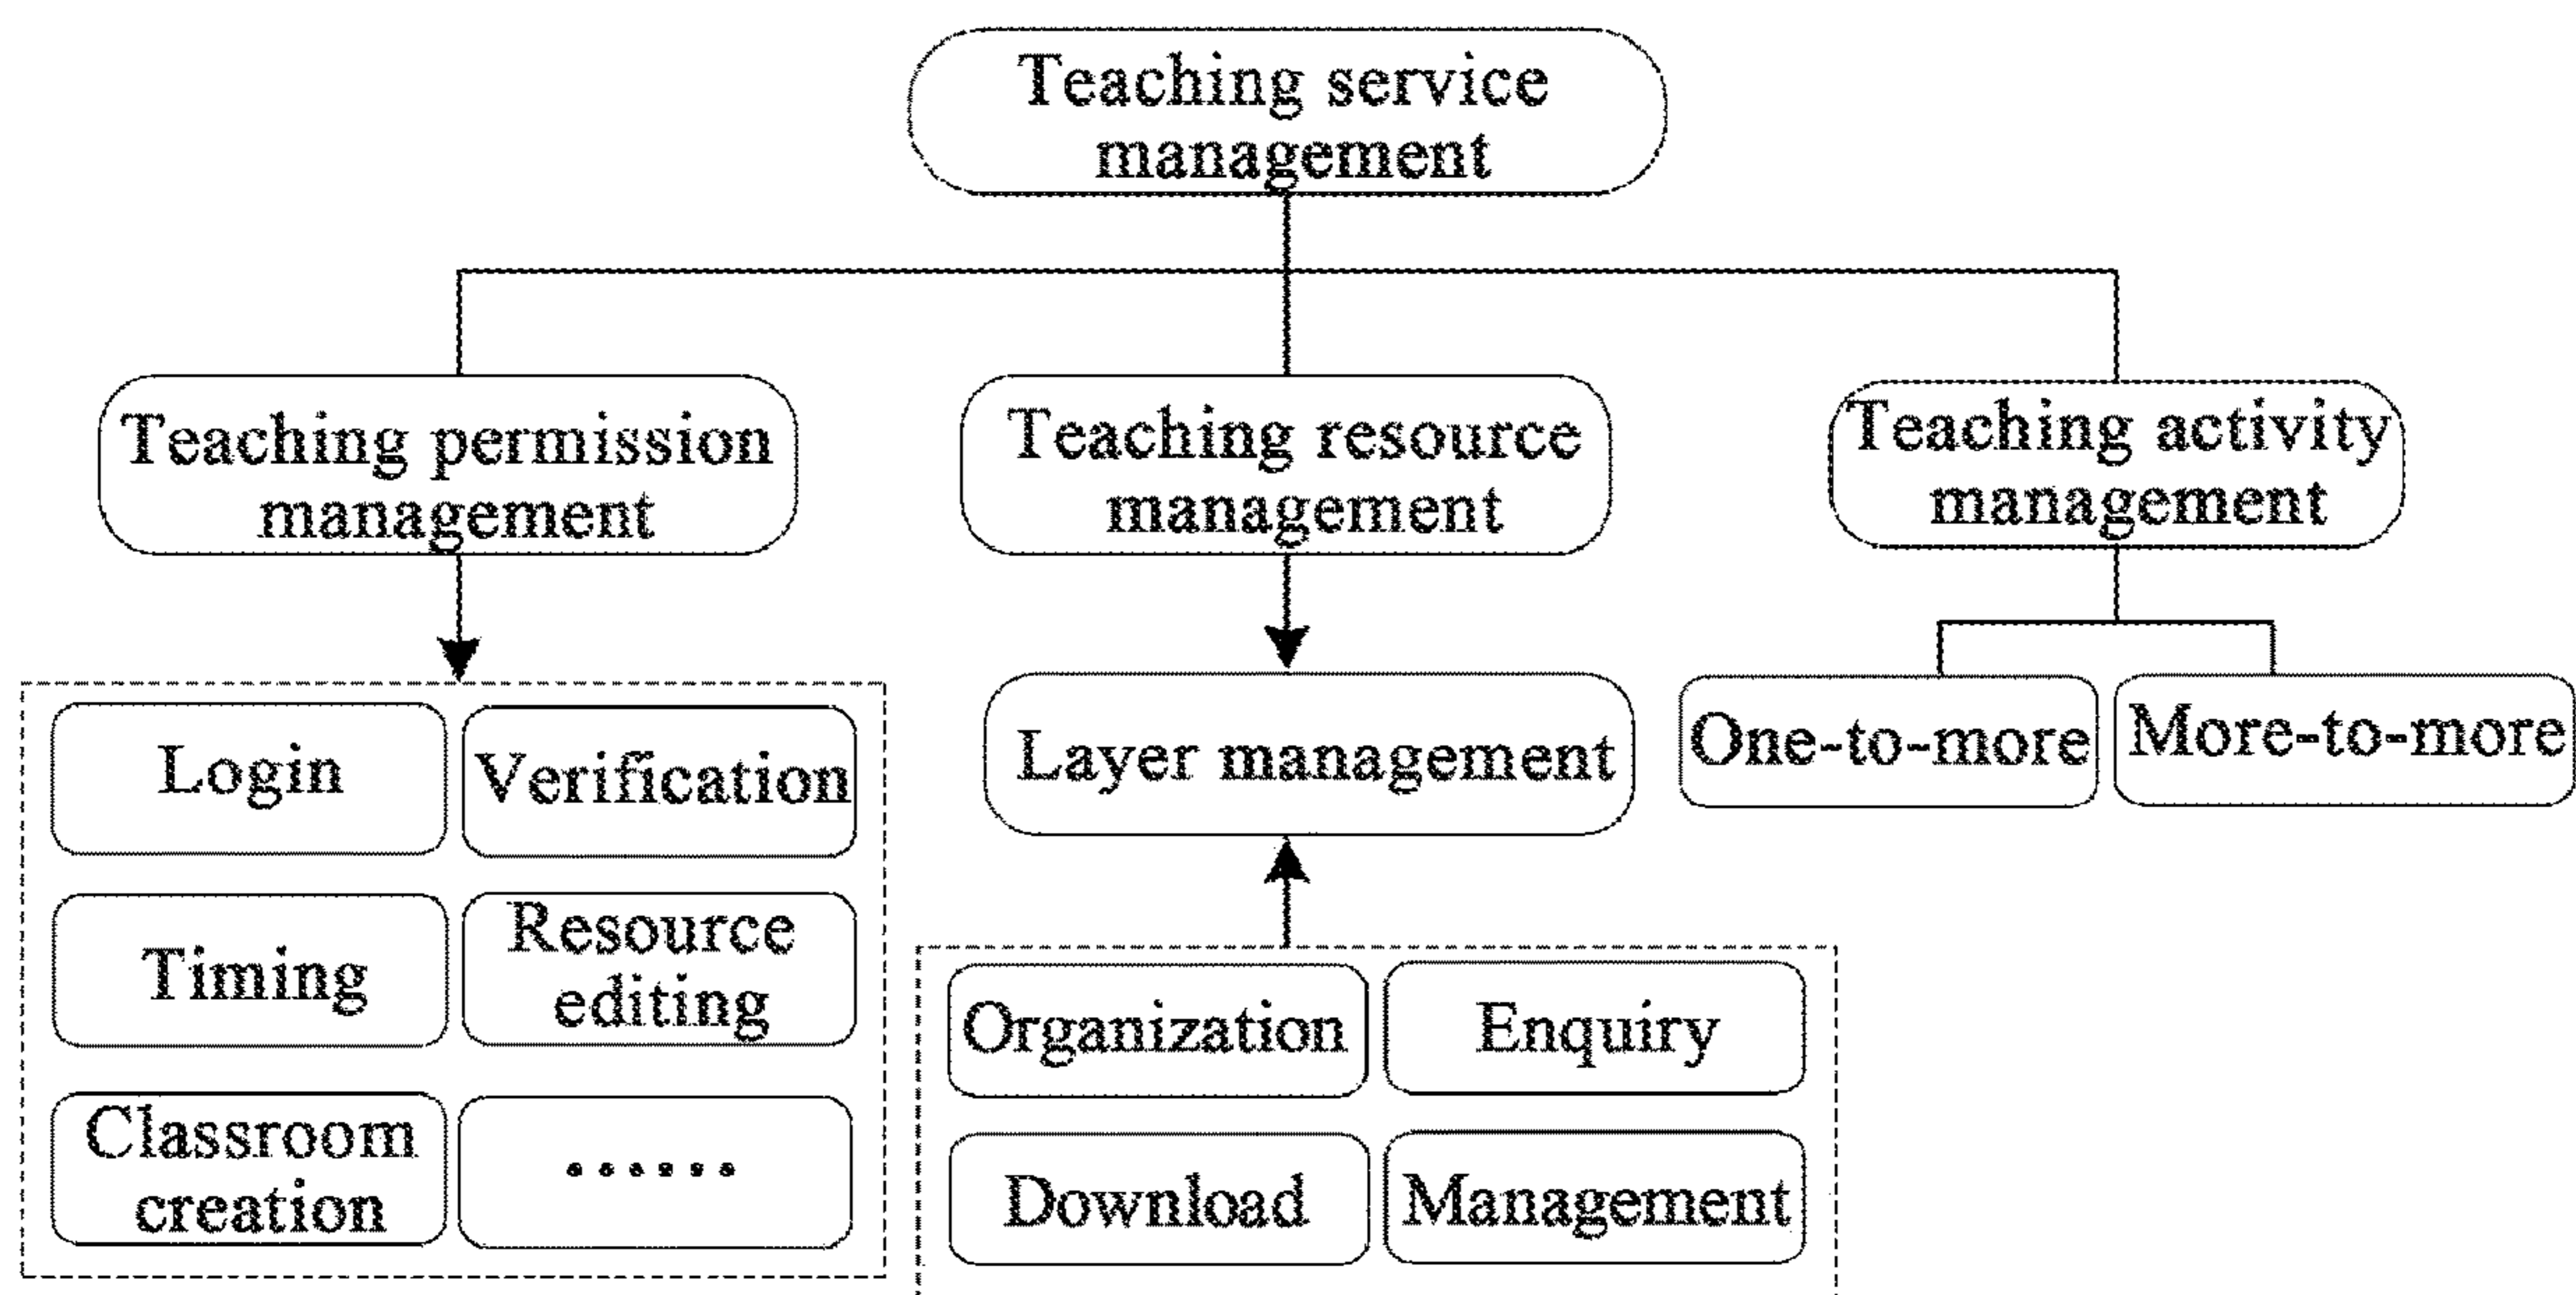 Teaching service
management
Teaching permission
management
Teaching resource
management
Teaching activity
management
Login
Verification
Timing
Resource
editing
Classroom
creation
......
Layer management
Organization
Enquiry
Download
Management
One-to-more
More-to-more